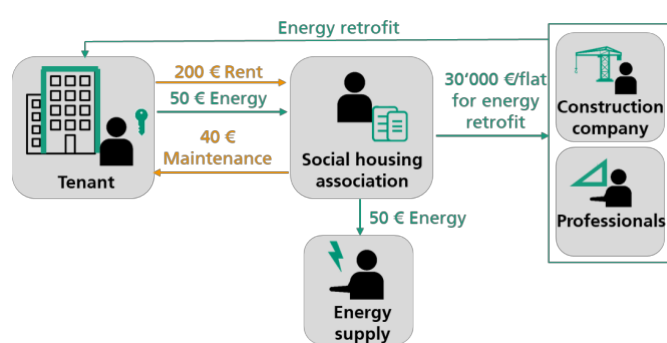 Energy retrofit
200 € Rent
50 € Energy
40 €
Maintenance
Tenant
Social housing
association
30'000 €/flat
for energy
retrofit
Construction
company
Professionals
50 € Energy
Energy
supply